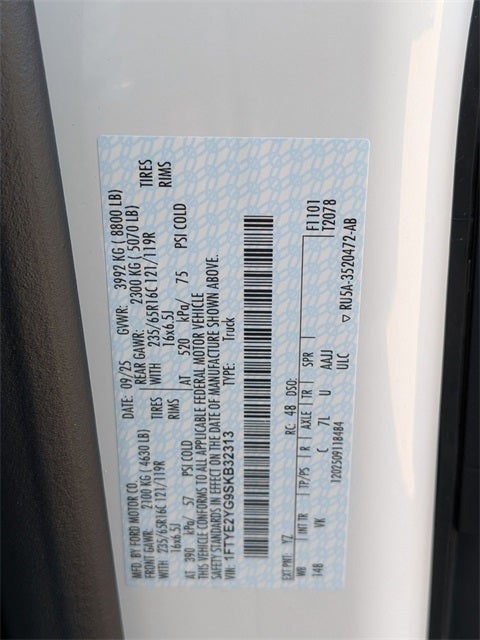 MFD. BY FORD MOTOR CO. DATE: 09/25 GVWR: 3992 KG ( 8800 LB)
FRONT GAWR: 2100 KG ( 4630 LB) REAR GAWR: 2300 KG ( 5070 LB)
WITH 235/65R16C 121/119R TIRES WITH 235/65R16C 121/119R TIRES
16x6.5J RIMS 16x6.5J RIMS
AT 390 kPa/ 57 PSI COLD AT 520 kPa/ 75 PSI COLD
THIS VEHICLE CONFORMS TO ALL APPLICABLE FEDERAL MOTOR VEHICLE
SAFETY STANDARDS IN EFFECT ON THE DATE OF MANUFACTURE SHOWN ABOVE.
VIN: 1FTYE2YG9SKB32313 TYPE: Truck
EXT PNT: YZ RC: 48 DSO: F1101
WB INT TR TP/PS R AXLE TR SPR T2078
148 VK C 7L U AAJJ
1202509118484 ULC ▽ RU5A-3520472-AB